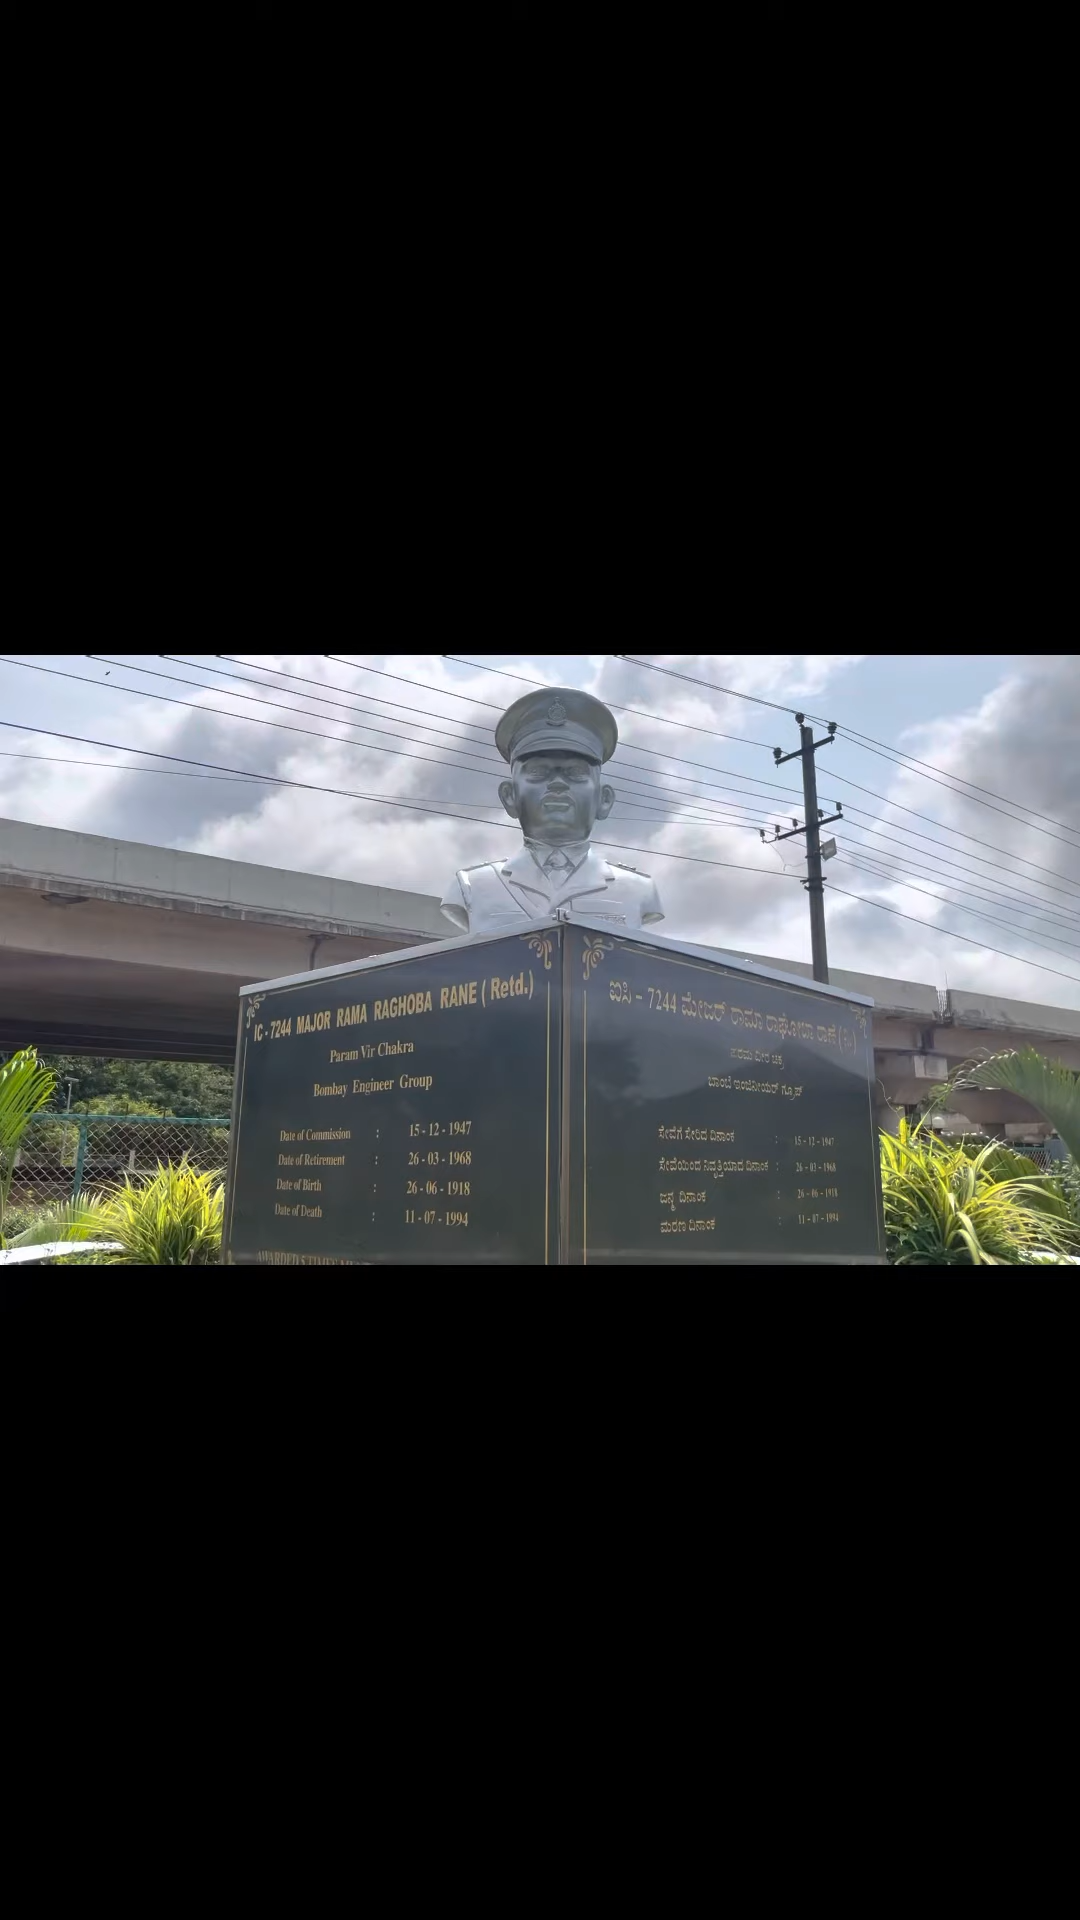 IC - 7244 MAJOR RAMA RAGHOBA RANE ( Retd.)
Param Vir Chakra
Bombay Engineer Group
Date of Commission : 15 - 12 - 1947
Date of Retirement : 26 - 03 - 1968
Date of Birth : 26 - 06 - 1918
Date of Death : 11 - 07 - 1994
AWARDED 5 TIMES
ಐಸಿ - 7244 ಮೇಜರ್ ರಾಮಾ ರಾಘೋಬಾ ರಾಣೆ
ಪರಮ ವೀರ ಚಕ್ರ
ಬಾಂಬೆ ಇಂಜಿನೀಯರ್ ಗ್ರೂಪ್
ಸೇವೆಗೆ ಸೇರಿದ ದಿನಾಂಕ : 15 - 12 - 1947
ಸೇವೆಯಿಂದ ನಿವೃತ್ತಿಯಾದ ದಿನಾಂಕ : 26 - 03 - 1968
ಜನ್ಮ ದಿನಾಂಕ : 26 - 06 - 1918
ಮರಣ ದಿನಾಂಕ : 11 - 07 - 1994